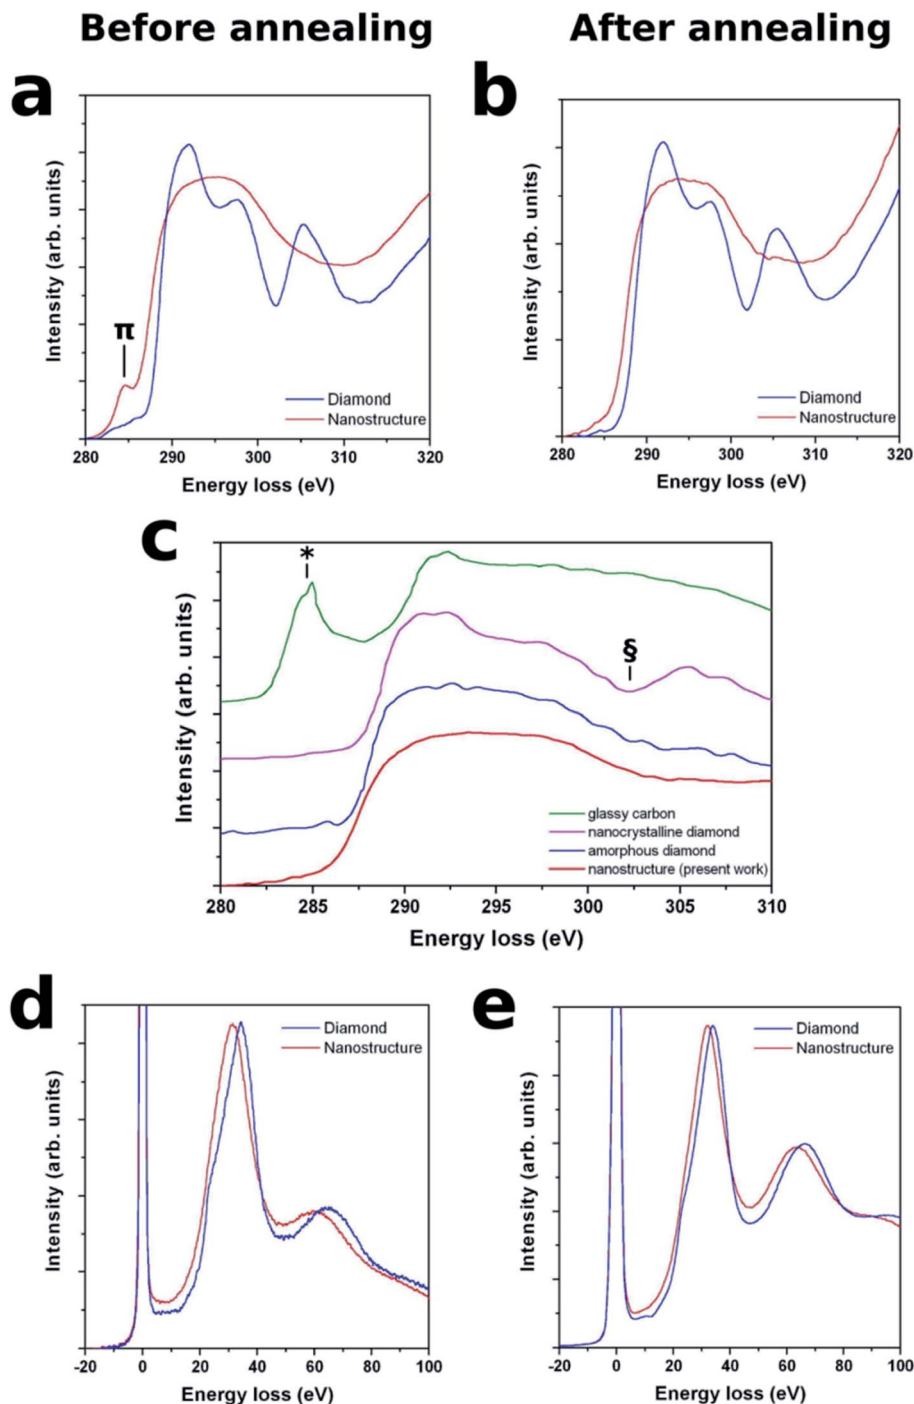 Before annealing
After annealing
a
b
Intensity (arb. units)
π
Diamond
Nanostructure
280
290
300
310
320
Energy loss (eV)
Intensity (arb. units)
Diamond
Nanostructure
280
290
300
310
320
Energy loss (eV)
c
Intensity (arb. units)
*
§
glassy carbon
nanocrystalline diamond
amorphous diamond
nanostructure (present work)
280
285
290
295
300
305
310
Energy loss (eV)
d
e
Intensity (arb. units)
Diamond
Nanostructure
-20
0
20
40
60
80
100
Energy loss (eV)
Intensity (arb. units)
Diamond
Nanostructure
-20
0
20
40
60
80
100
Energy loss (eV)